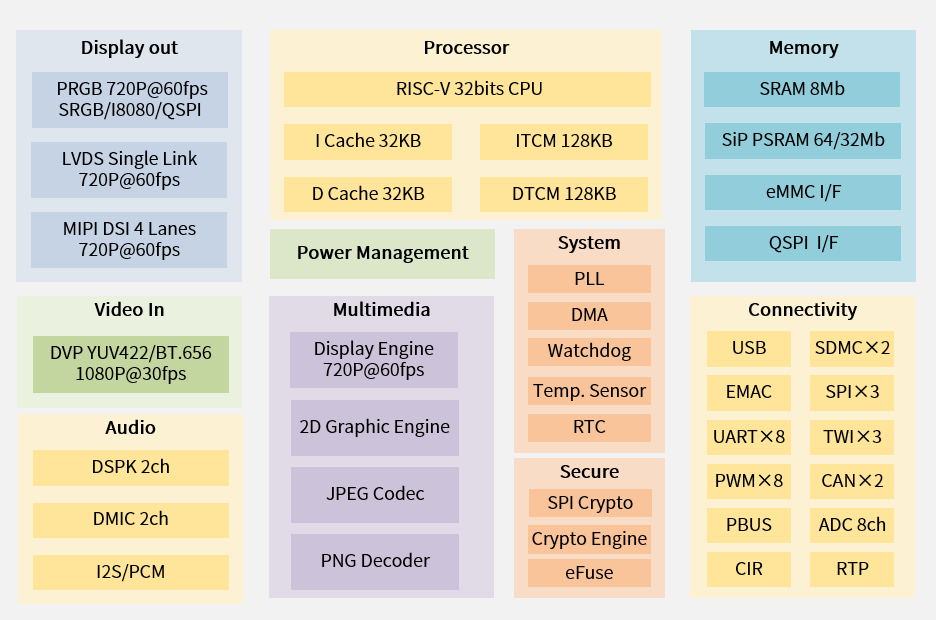 Display out
PRGB 720P@60fps
SRGB/I8080/QSPI
LVDS Single Link
720P@60fps
MIPI DSI 4 Lanes
720P@60fps
Video In
DVP YUV422/BT.656
1080P@30fps
Audio
DSPK 2ch
DMIC 2ch
I2S/PCM
Processor
RISC-V 32bits CPU
I Cache 32KB
ITCM 128KB
D Cache 32KB
DTCM 128KB
Power Management
Multimedia
Display Engine
720P@60fps
2D Graphic Engine
JPEG Codec
PNG Decoder
System
PLL
DMA
Watchdog
Temp. Sensor
RTC
Secure
SPI Crypto
Crypto Engine
eFuse
Memory
SRAM 8Mb
SiP PSRAM 64/32Mb
eMMC I/F
QSPI I/F
Connectivity
USB
SDMC×2
EMAC
SPI×3
UART×8
TWI×3
PWM×8
CAN×2
PBUS
ADC 8ch
CIR
RTP